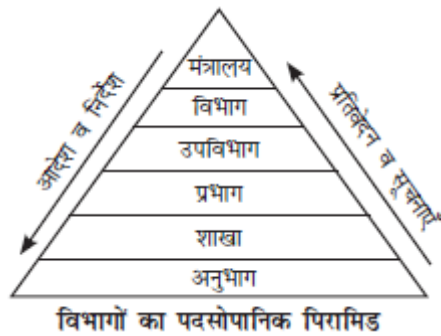 मंत्रालय
विभाग
उपविभाग
प्रभाग
शाखा
अनुभाग
आदेश व निर्देश
प्रतिवेदन व सूचनाएँ
विभागों का पदसोपानिक पिरामिड